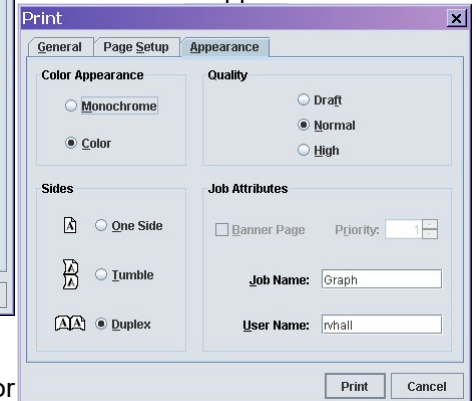 Print
General Page Setup Appearance
Color Appearance
Monochrome
Color
Quality
Draft
Normal
High
Sides
A One Side
A A Tumble
A A Duplex
Job Attributes
Banner Page Priority: 1
Job Name: Graph
User Name: rvhall
or
Print Cancel